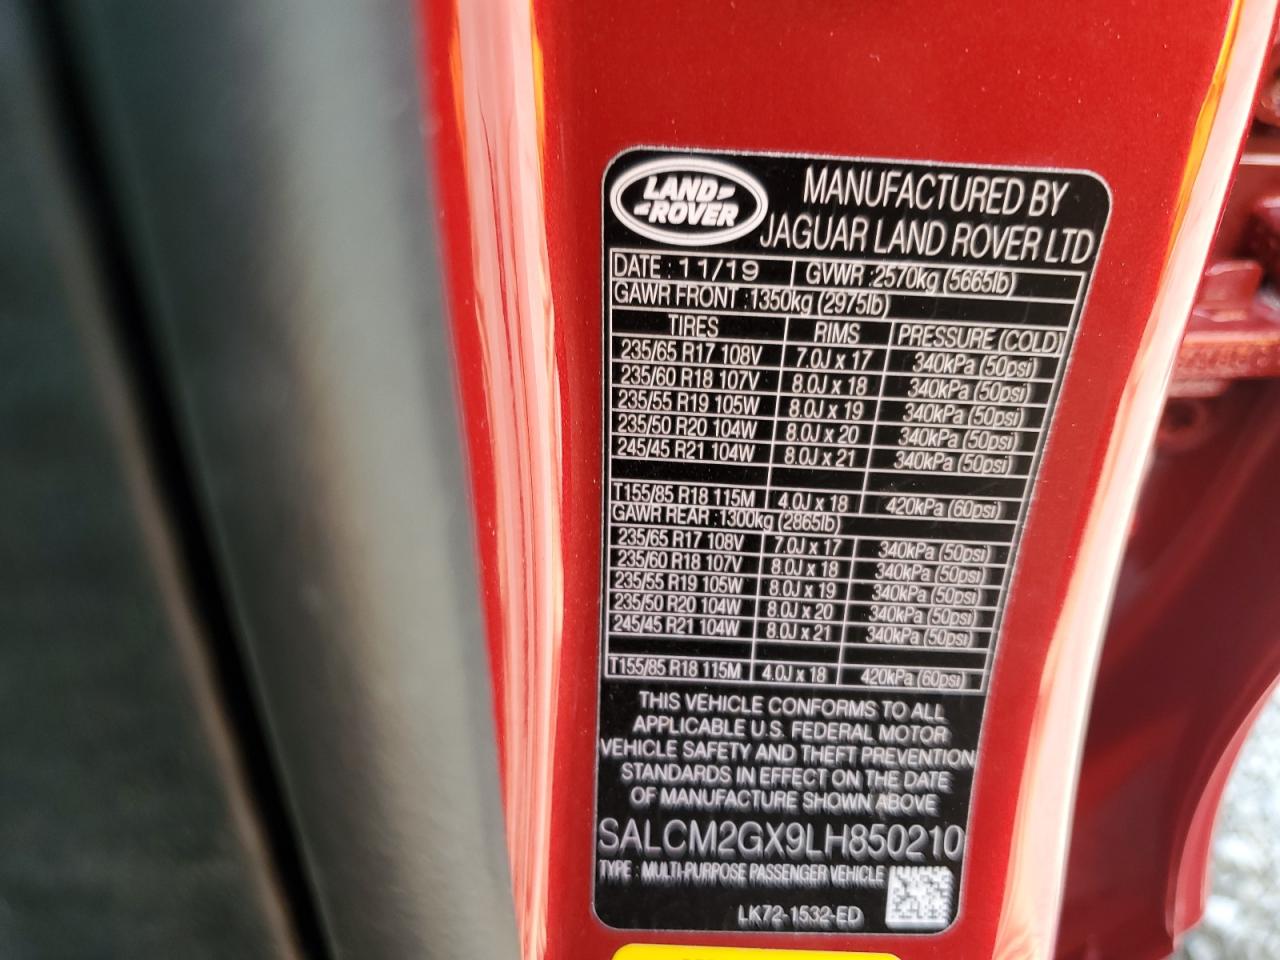 LAND ROVER
MANUFACTURED BY
JAGUAR LAND ROVER LTD
DATE : 11/19 GVWR :2570kg (5665lb)
GAWR FRONT :1350kg (2975lb)
TIRES RIMS PRESSURE (COLD)
235/65 R17 108V 7.0J x 17 340kPa (50psi)
235/60 R18 107V 8.0J x 18 340kPa (50psi)
235/55 R19 105W 8.0J x 19 340kPa (50psi)
235/50 R20 104W 8.0J x 20 340kPa (50psi)
245/45 R21 104W 8.0J x 21 340kPa (50psi)
T155/85 R18 115M 4.0J x 18 420kPa (60psi)
GAWR REAR :1300kg (2865lb)
235/65 R17 108V 7.0J x 17 340kPa (50psi)
235/60 R18 107V 8.0J x 18 340kPa (50psi)
235/55 R19 105W 8.0J x 19 340kPa (50psi)
235/50 R20 104W 8.0J x 20 340kPa (50psi)
245/45 R21 104W 8.0J x 21 340kPa (50psi)
T155/85 R18 115M 4.0J x 18 420kPa (60psi)
THIS VEHICLE CONFORMS TO ALL
APPLICABLE U.S. FEDERAL MOTOR
VEHICLE SAFETY AND THEFT PREVENTION
STANDARDS IN EFFECT ON THE DATE
OF MANUFACTURE SHOWN ABOVE
SALCM2GX9LH850210
TYPE : MULTI-PURPOSE PASSENGER VEHICLE
LK72-1532-ED